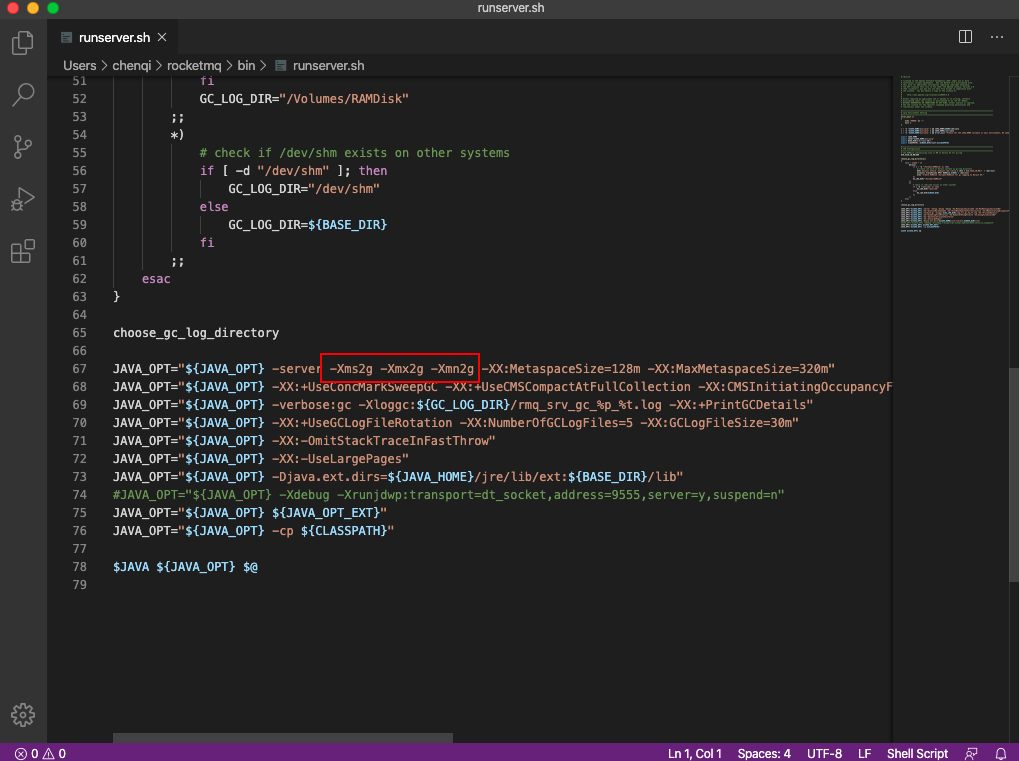 runserver.sh
runserver.sh
Users > chenqi > rocketmq > bin > runserver.sh
51 fi
52 GC_LOG_DIR="/Volumes/RAMDisk"
53 ;;
54 *)
55 # check if /dev/shm exists on other systems
56 if [ -d "/dev/shm" ]; then
57 GC_LOG_DIR="/dev/shm"
58 else
59 GC_LOG_DIR=${BASE_DIR}
60 fi
61 ;;
62 esac
63 }
64
65 choose_gc_log_directory
66
67 JAVA_OPT="${JAVA_OPT} -server -Xms2g -Xmx2g -Xmn2g -XX:MetaspaceSize=128m -XX:MaxMetaspaceSize=320m"
68 JAVA_OPT="${JAVA_OPT} -XX:+UseConcMarkSweepGC -XX:+UseCMSCompactAtFullCollection -XX:CMSInitiatingOccupancyF
69 JAVA_OPT="${JAVA_OPT} -verbose:gc -Xloggc:${GC_LOG_DIR}/rmq_srv_gc_%p_%t.log -XX:+PrintGCDetails"
70 JAVA_OPT="${JAVA_OPT} -XX:+UseGCLogFileRotation -XX:NumberOfGCLogFiles=5 -XX:GCLogFileSize=30m"
71 JAVA_OPT="${JAVA_OPT} -XX:-OmitStackTraceInFastThrow"
72 JAVA_OPT="${JAVA_OPT} -XX:-UseLargePages"
73 JAVA_OPT="${JAVA_OPT} -Djava.ext.dirs=${JAVA_HOME}/jre/lib/ext:${BASE_DIR}/lib"
74 #JAVA_OPT="${JAVA_OPT} -Xdebug -Xrunjdwp:transport=dt_socket,address=9555,server=y,suspend=n"
75 JAVA_OPT="${JAVA_OPT} ${JAVA_OPT_EXT}"
76 JAVA_OPT="${JAVA_OPT} -cp ${CLASSPATH}"
77
78 $JAVA ${JAVA_OPT} $@
79
0 0 Ln 1, Col 1 Spaces: 4 UTF-8 LF Shell Script